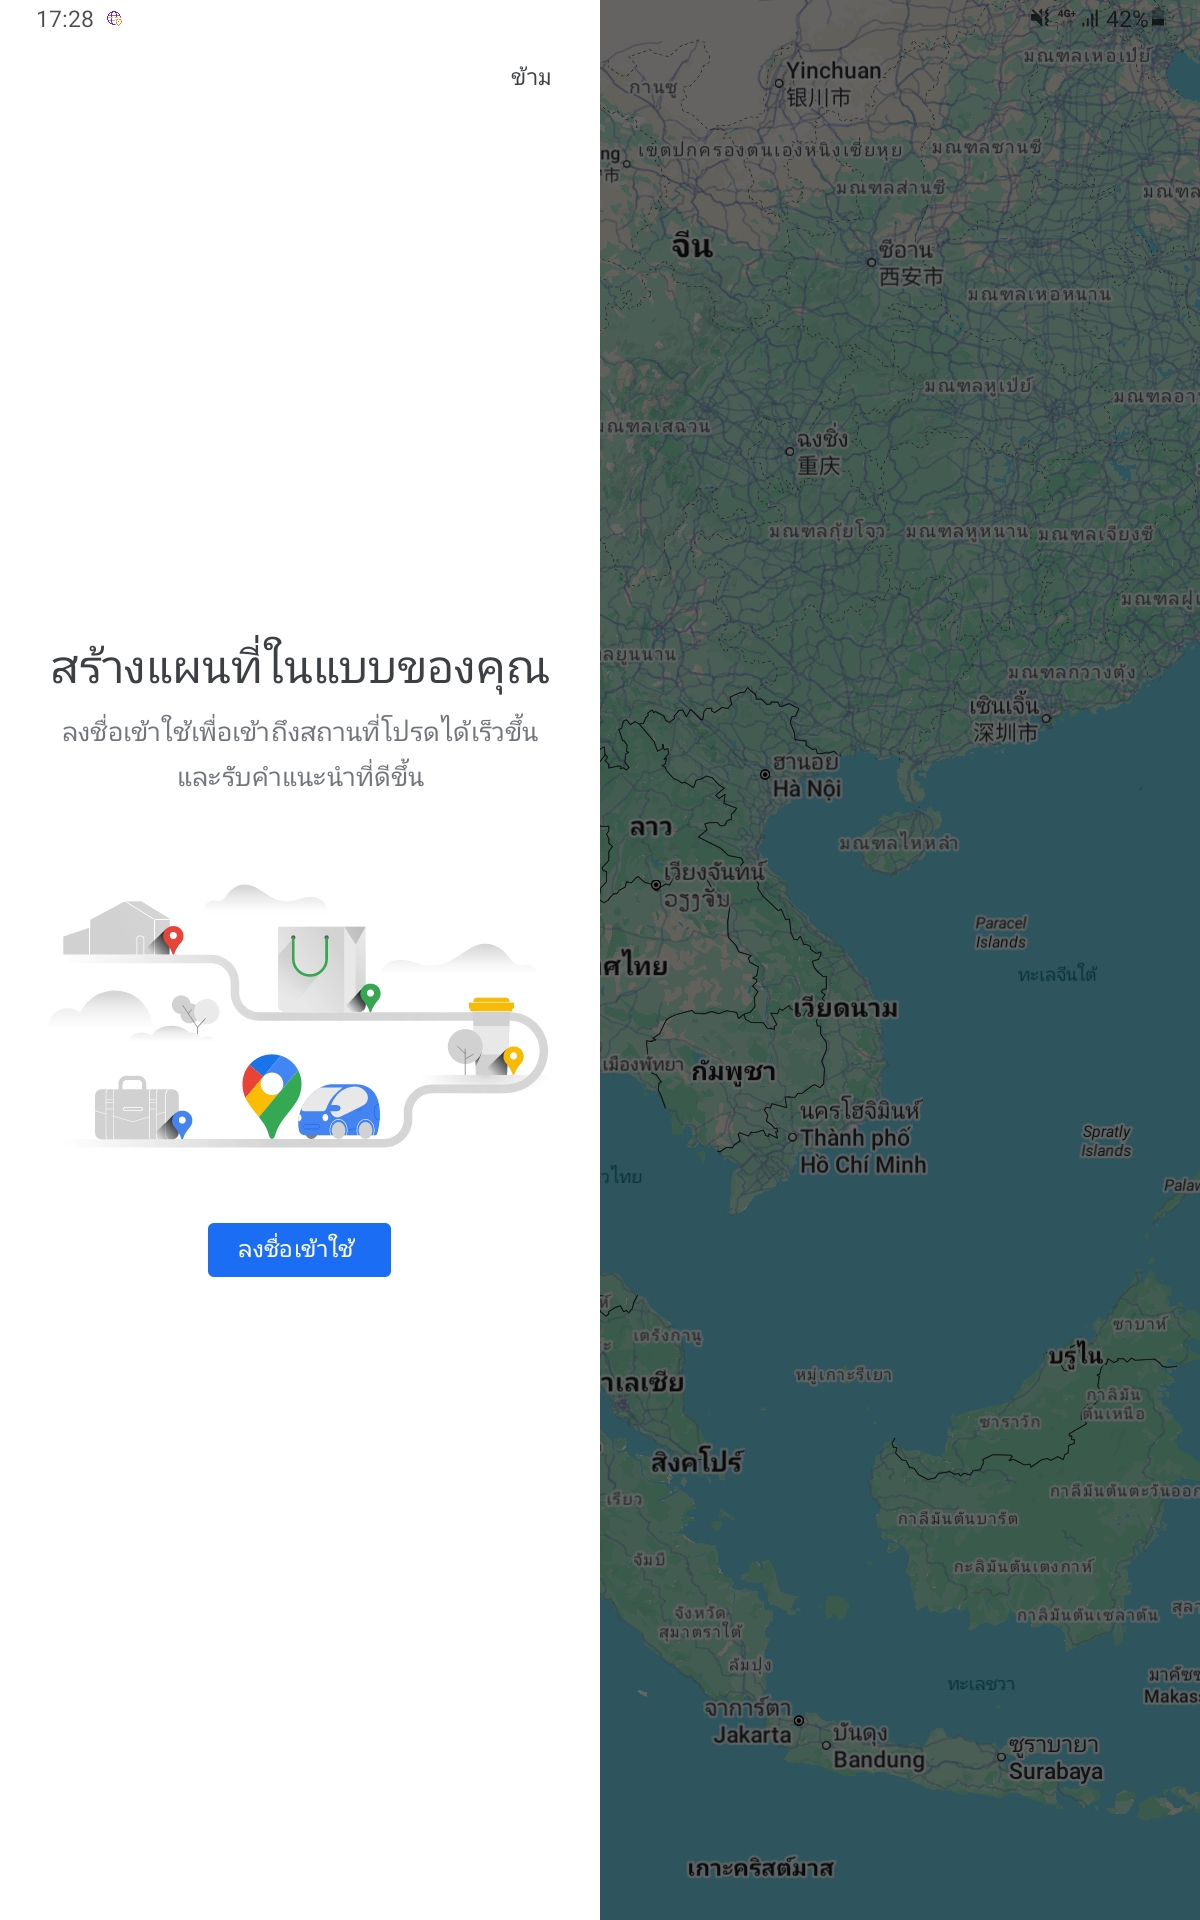 17:28
4G+
42%
ข้าม
สร้างแผนที่ในแบบของคุณ
ลงชื่อเข้าใช้เพื่อเข้าถึงสถานที่โปรดได้เร็วขึ้น
และรับคำแนะนำที่ดีขึ้น
ลงชื่อเข้าใช้
มณฑลเหอเป่ย์
Yinchuan
银川市
กานซู
เขตปกครองตนเองหนิงเซี่ยหุย
มณฑลซานซี
มณฑลส่านซี
จีน
ซีอาน
西安市
มณฑลเหอหนาน
มณฑลหูเป่ย์
มณฑลเสฉวน
ฉงชิ่ง
重庆
มณฑลกุ้ยโจว
มณฑลหูหนาน
มณฑลเจียงซี
ลยูนนาน
มณฑลกวางตุ้ง
เซินเจิ้น
深圳市
ฮานอย
Hà Nội
ลาว
มณฑลไหหลำ
เวียงจันทน์
ວຽງຈັນ
Paracel
Islands
ศไทย
ทะเลจีนใต้
เวียดนาม
เมืองพัทยา
กัมพูชา
นครโฮจิมินห์
Thành phố
Hồ Chí Minh
Spratly
Islands
วไทย
Palaw
ซาบาห์
ตรังกานู
บรูไน
หมู่เกาะรีเยา
าเลเซีย
กาลิมัน
ตันเหนือ
ซาราวัก
สิงคโปร์
เรียว
กาลีมันตันตะวันออก
กาลีมันตันบารัต
จัมบี
กะลิมันตันเตงกาห์
จังหวัด
สุมาตราใต้
กาลิมันตันเซลาตัน
ลัมปุง
ทะเลชวา
มาคัซซ
Makass
จาการ์ตา
Jakarta
บันดุง
Bandung
ซูราบายา
Surabaya
เกาะคริสต์มาส